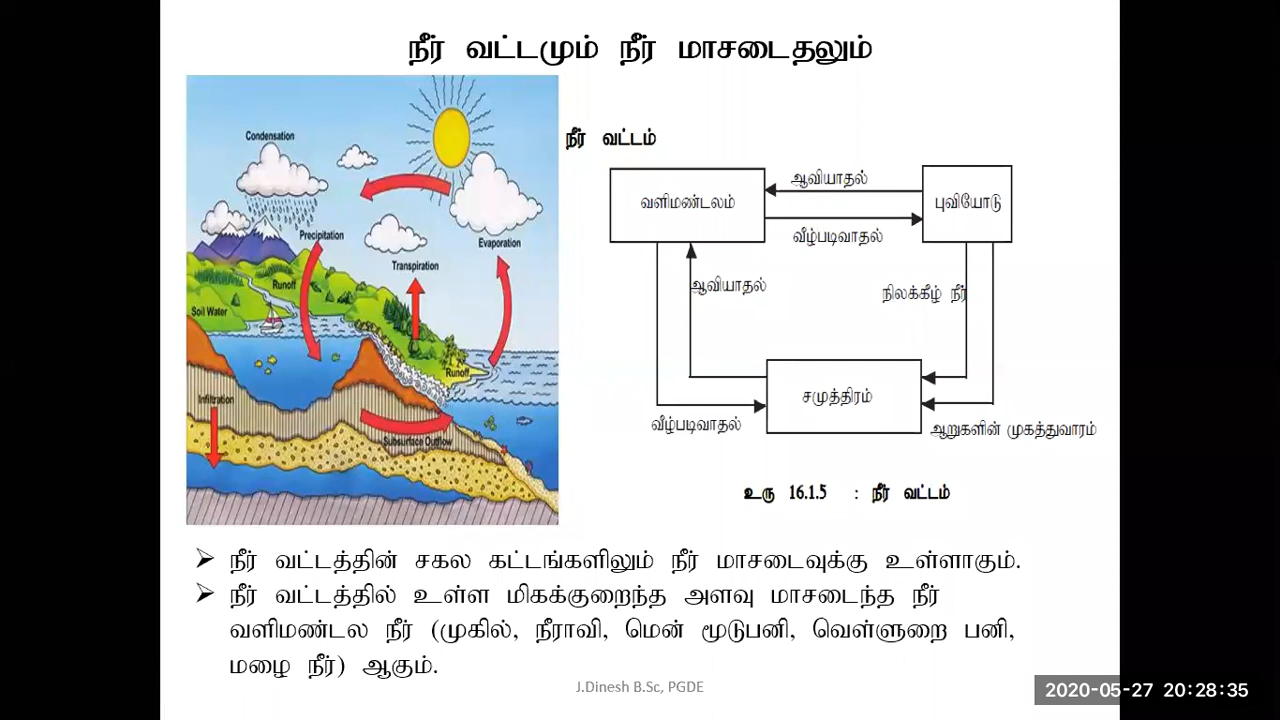 நீர் வட்டமும் நீர் மாசடைதலும்
Condensation
Precipitation
Evaporation
Transpiration
Runoff
Soil Water
Runoff
Infiltration
Subsurface Outflow
நீர் வட்டம்
வளிமண்டலம்
ஆவியாதல்
புவியோடு
வீழ்படிவாதல்
ஆவியாதல்
நிலக்கீழ் நீர்
சமுத்திரம்
வீழ்படிவாதல்
ஆறுகளின் முகத்துவாரம்
உரு 16.1.5 : நீர் வட்டம்
➢ நீர் வட்டத்தின் சகல கட்டங்களிலும் நீர் மாசடைவுக்கு உள்ளாகும்.
➢ நீர் வட்டத்தில் உள்ள மிகக்குறைந்த அளவு மாசடைந்த நீர்
வளிமண்டல நீர் (முகில், நீராவி, மென் மூடுபனி, வெள்ளுறை பனி,
மழை நீர்) ஆகும்.
J.Dinesh B.Sc, PGDE
2020-05-27 20:28:35